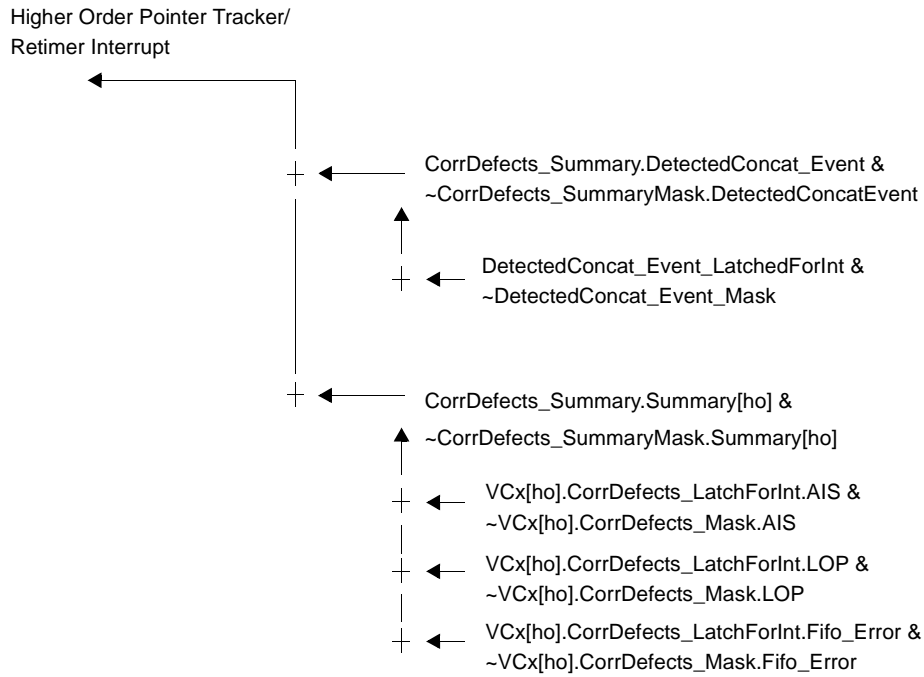 Higher Order Pointer Tracker/
Retimer Interrupt
CorrDefects_Summary.DetectedConcat_Event &
~CorrDefects_SummaryMask.DetectedConcatEvent
DetectedConcat_Event_LatchedForInt &
~DetectedConcat_Event_Mask
CorrDefects_Summary.Summary[ho] &
~CorrDefects_SummaryMask.Summary[ho]
VCx[ho].CorrDefects_LatchForInt.AIS &
~VCx[ho].CorrDefects_Mask.AIS
VCx[ho].CorrDefects_LatchForInt.LOP &
~VCx[ho].CorrDefects_Mask.LOP
VCx[ho].CorrDefects_LatchForInt.Fifo_Error &
~VCx[ho].CorrDefects_Mask.Fifo_Error